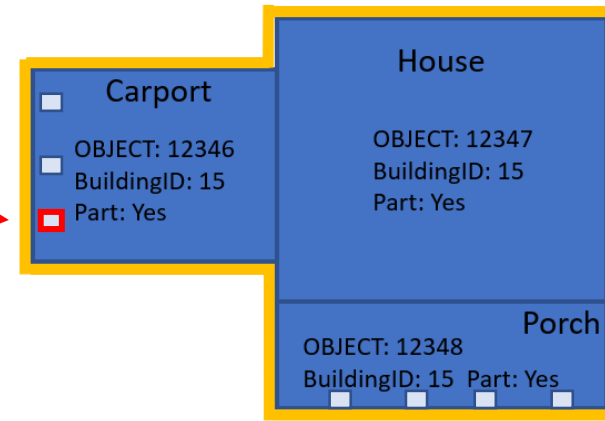 Carport
OBJECT: 12346
BuildingID: 15
Part: Yes
House
OBJECT: 12347
BuildingID: 15
Part: Yes
Porch
OBJECT: 12348
BuildingID: 15 Part: Yes